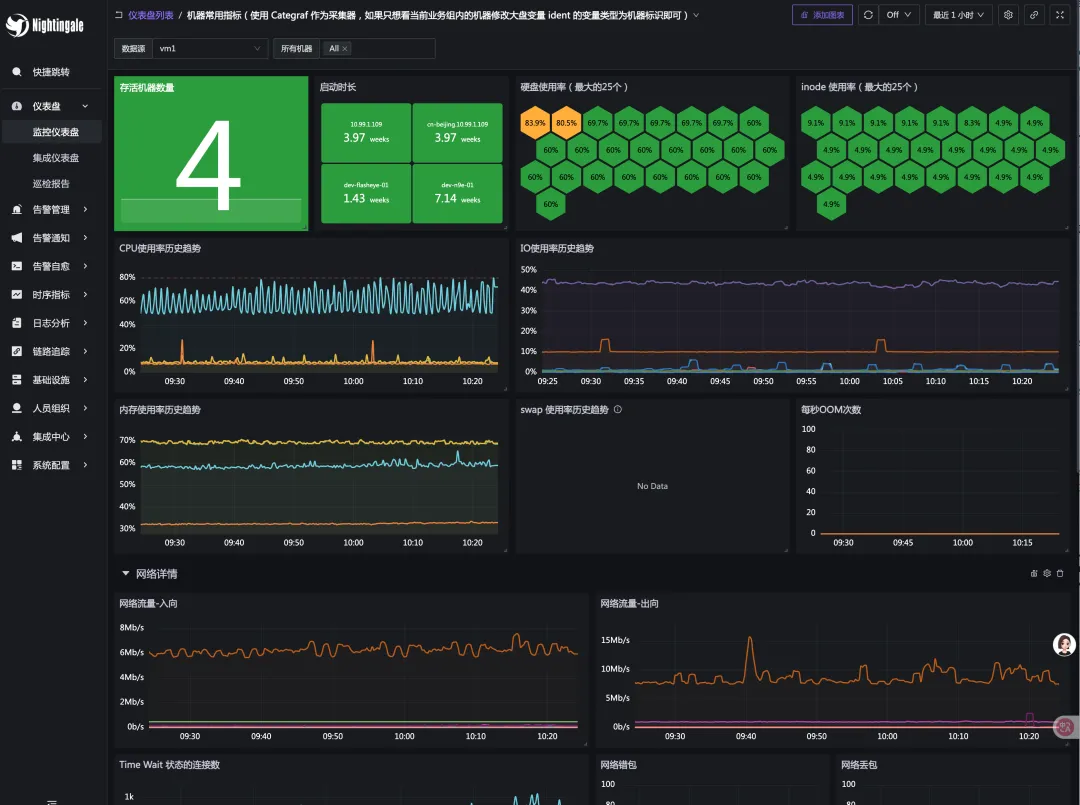 Nightingale
仪表盘列表 / 机器常用指标（使用 Categraf 作为采集器，如果只想看当前业务组内的机器修改大盘变量 ident 的变量类型为机器标识即可）
添加图表 Off 最近 1 小时
数据源 vm1 所有机器 All ×
快捷跳转
仪表盘
监控仪表盘
集成仪表盘
巡检报告
告警管理
告警通知
告警自愈
时序指标
日志分析
链路追踪
基础设施
人员组织
集成中心
系统配置
存活机器数量
4
启动时长
10.99.1.109
3.97 weeks
cn-beijing.10.99.1.109
3.97 weeks
dev-flasheye-01
1.43 weeks
dev-n9e-01
7.14 weeks
硬盘使用率（最大的25个）
83.9% 80.5% 69.7% 69.7% 69.7% 69.7% 69.7% 60%
60% 60% 60% 60% 60% 60% 60% 60%
60% 60% 60% 60% 60% 60% 60% 60%
60%
inode 使用率（最大的25个）
9.1% 9.1% 9.1% 9.1% 9.1% 8.3% 4.9% 4.9%
4.9% 4.9% 4.9% 4.9% 4.9% 4.9% 4.9% 4.9%
4.9% 4.9% 4.9% 4.9% 4.9% 4.9% 4.9% 4.9%
4.9%
CPU使用率历史趋势
80%
60%
40%
20%
0%
09:30 09:40 09:50 10:00 10:10 10:20
IO使用率历史趋势
50%
40%
30%
20%
10%
0%
09:25 09:30 09:35 09:40 09:45 09:50 09:55 10:00 10:05 10:10 10:15 10:20
内存使用率历史趋势
70%
60%
50%
40%
30%
09:30 09:40 09:50 10:00 10:10 10:20
swap 使用率历史趋势
No Data
每秒OOM次数
100
80
60
40
20
0
09:30 09:45 10:00 10:15
网络详情
网络流量-入向
8Mb/s
6Mb/s
4Mb/s
2Mb/s
0b/s
09:30 09:40 09:50 10:00 10:10 10:20
网络流量-出向
15Mb/s
10Mb/s
5Mb/s
0b/s
09:30 09:40 09:50 10:00 10:10 10:20
Time Wait 状态的连接数
1k
网络错包
100
80
网络丢包
100
80